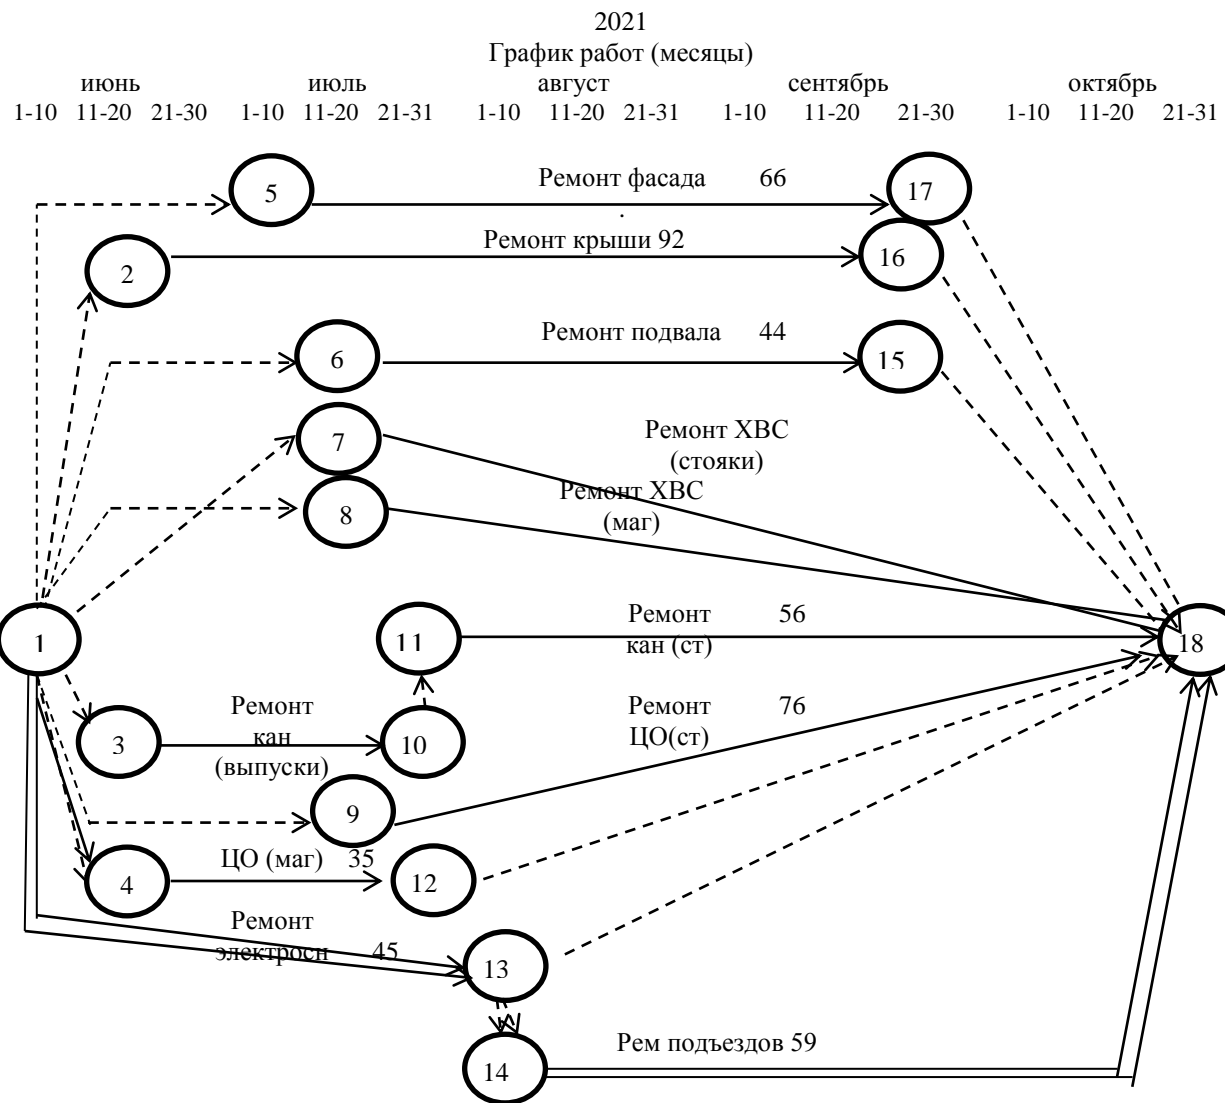 2021
График работ (месяцы)
июнь июль август сентябрь октябрь
1-10 11-20 21-30 1-10 11-20 21-31 1-10 11-20 21-31 1-10 11-20 21-30 1-10 11-20 21-31
5 Ремонт фасада 66 17
.
2 Ремонт крыши 92 16
6 Ремонт подвала 44 15
7 Ремонт ХВС
(стояки)
8 Ремонт ХВС
(маг)
1 11 Ремонт 56 18
кан (ст)
3 Ремонт 10 Ремонт 76
кан ЦО(ст)
(выпуски)
9
ЦО (маг) 35
4 12
Ремонт
электросн 45 13
Рем подъездов 59
14